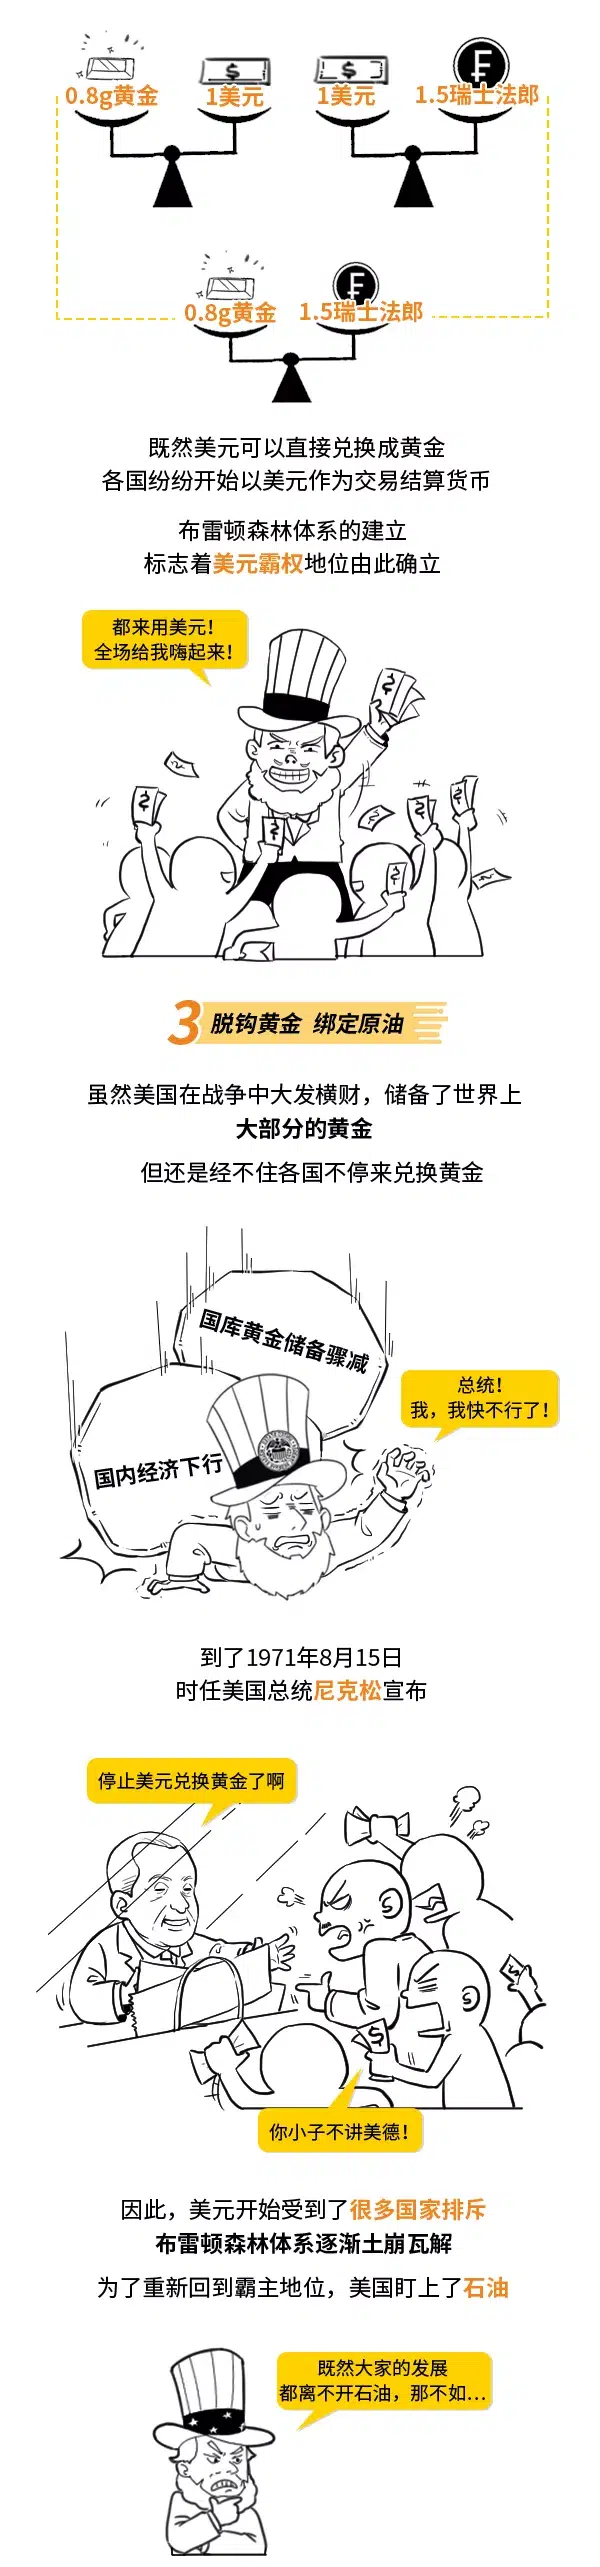 0.8g黄金
1美元
1美元
1.5瑞士法郎
0.8g黄金
1.5瑞士法郎
既然美元可以直接兑换成黄金
各国纷纷开始以美元作为交易结算货币
布雷顿森林体系的建立
标志着美元霸权地位由此确立
都来用美元！
全场给我嗨起来！
3 脱钩黄金 绑定原油
虽然美国在战争中大发横财，储备了世界上
大部分的黄金
但还是经不住各国不停来兑换黄金
国库黄金储备骤减
国内经济下行
总统！
我，我快不行了！
到了1971年8月15日
时任美国总统尼克松宣布
停止美元兑换黄金了啊
你小子不讲美德！
因此，美元开始受到了很多国家排斥
布雷顿森林体系逐渐土崩瓦解
为了重新回到霸主地位，美国盯上了石油
既然大家的发展
都离不开石油，那不如...